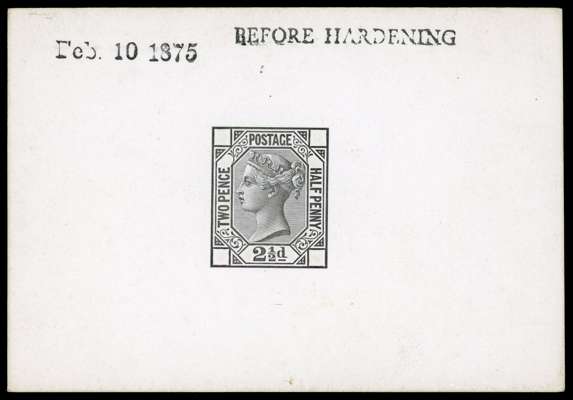 Feb. 10 1875
BEFORE HARDENING
POSTAGE
TWO PENCE
HALF PENNY
2½d